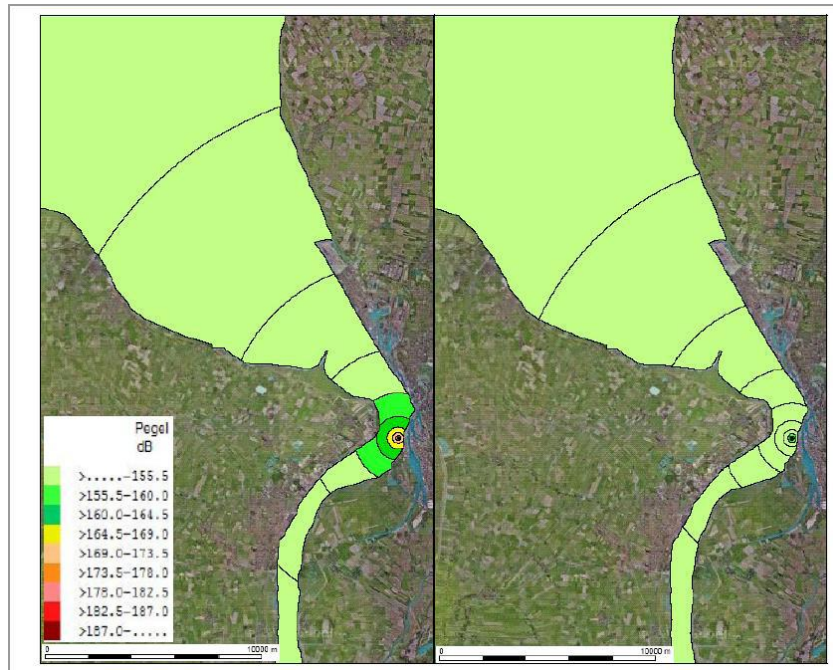 Pegel
dB
>.....-155.5
>155.5-160.0
>160.0-164.5
>164.5-169.0
>169.0-173.5
>173.5-178.0
>178.0-182.5
>182.5-187.0
>187.0-.....
0 10000 m
0 10000 m